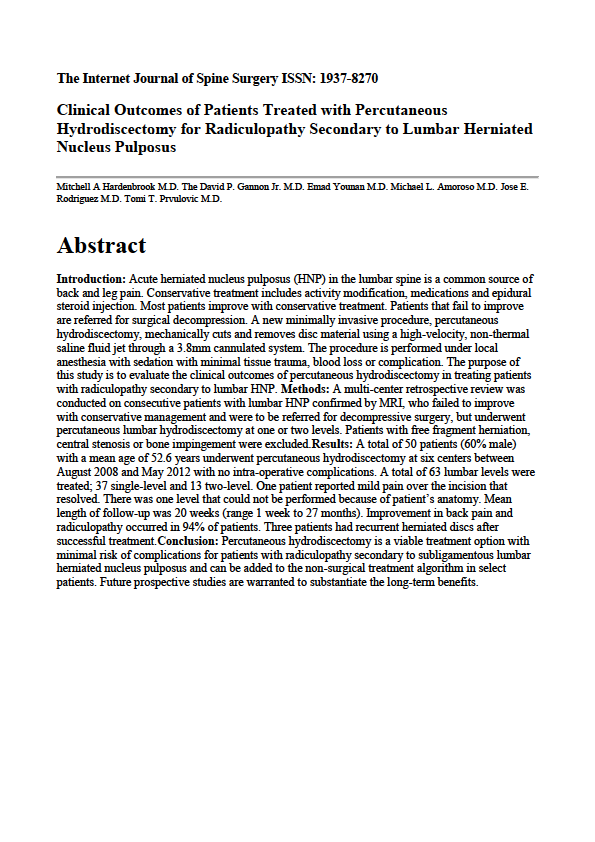 The Internet Journal of Spine Surgery ISSN: 1937-8270
Clinical Outcomes of Patients Treated with Percutaneous
Hydrodiscectomy for Radiculopathy Secondary to Lumbar Herniated
Nucleus Pulposus
Mitchell A Hardenbrook M.D. The David P. Gannon Jr. M.D. Emad Younan M.D. Michael L. Amoroso M.D. Jose E.
Rodriguez M.D. Tomi T. Prvulovic M.D.
Abstract
Introduction: Acute herniated nucleus pulposus (HNP) in the lumbar spine is a common source of
back and leg pain. Conservative treatment includes activity modification, medications and epidural
steroid injection. Most patients improve with conservative treatment. Patients that fail to improve
are referred for surgical decompression. A new minimally invasive procedure, percutaneous
hydrodiscectomy, mechanically cuts and removes disc material using a high-velocity, non-thermal
saline fluid jet through a 3.8mm cannulated system. The procedure is performed under local
anesthesia with sedation with minimal tissue trauma, blood loss or complication. The purpose of
this study is to evaluate the clinical outcomes of percutaneous hydrodiscectomy in treating patients
with radiculopathy secondary to lumbar HNP. Methods: A multi-center retrospective review was
conducted on consecutive patients with lumbar HNP confirmed by MRI, who failed to improve
with conservative management and were to be referred for decompressive surgery, but underwent
percutaneous lumbar hydrodiscectomy at one or two levels. Patients with free fragment herniation,
central stenosis or bone impingement were excluded.Results: A total of 50 patients (60% male)
with a mean age of 52.6 years underwent percutaneous hydrodiscectomy at six centers between
August 2008 and May 2012 with no intra-operative complications. A total of 63 lumbar levels were
treated; 37 single-level and 13 two-level. One patient reported mild pain over the incision that
resolved. There was one level that could not be performed because of patient's anatomy. Mean
length of follow-up was 20 weeks (range 1 week to 27 months). Improvement in back pain and
radiculopathy occurred in 94% of patients. Three patients had recurrent herniated discs after
successful treatment.Conclusion: Percutaneous hydrodiscectomy is a viable treatment option with
minimal risk of complications for patients with radiculopathy secondary to subligamentous lumbar
herniated nucleus pulposus and can be added to the non-surgical treatment algorithm in select
patients. Future prospective studies are warranted to substantiate the long-term benefits.